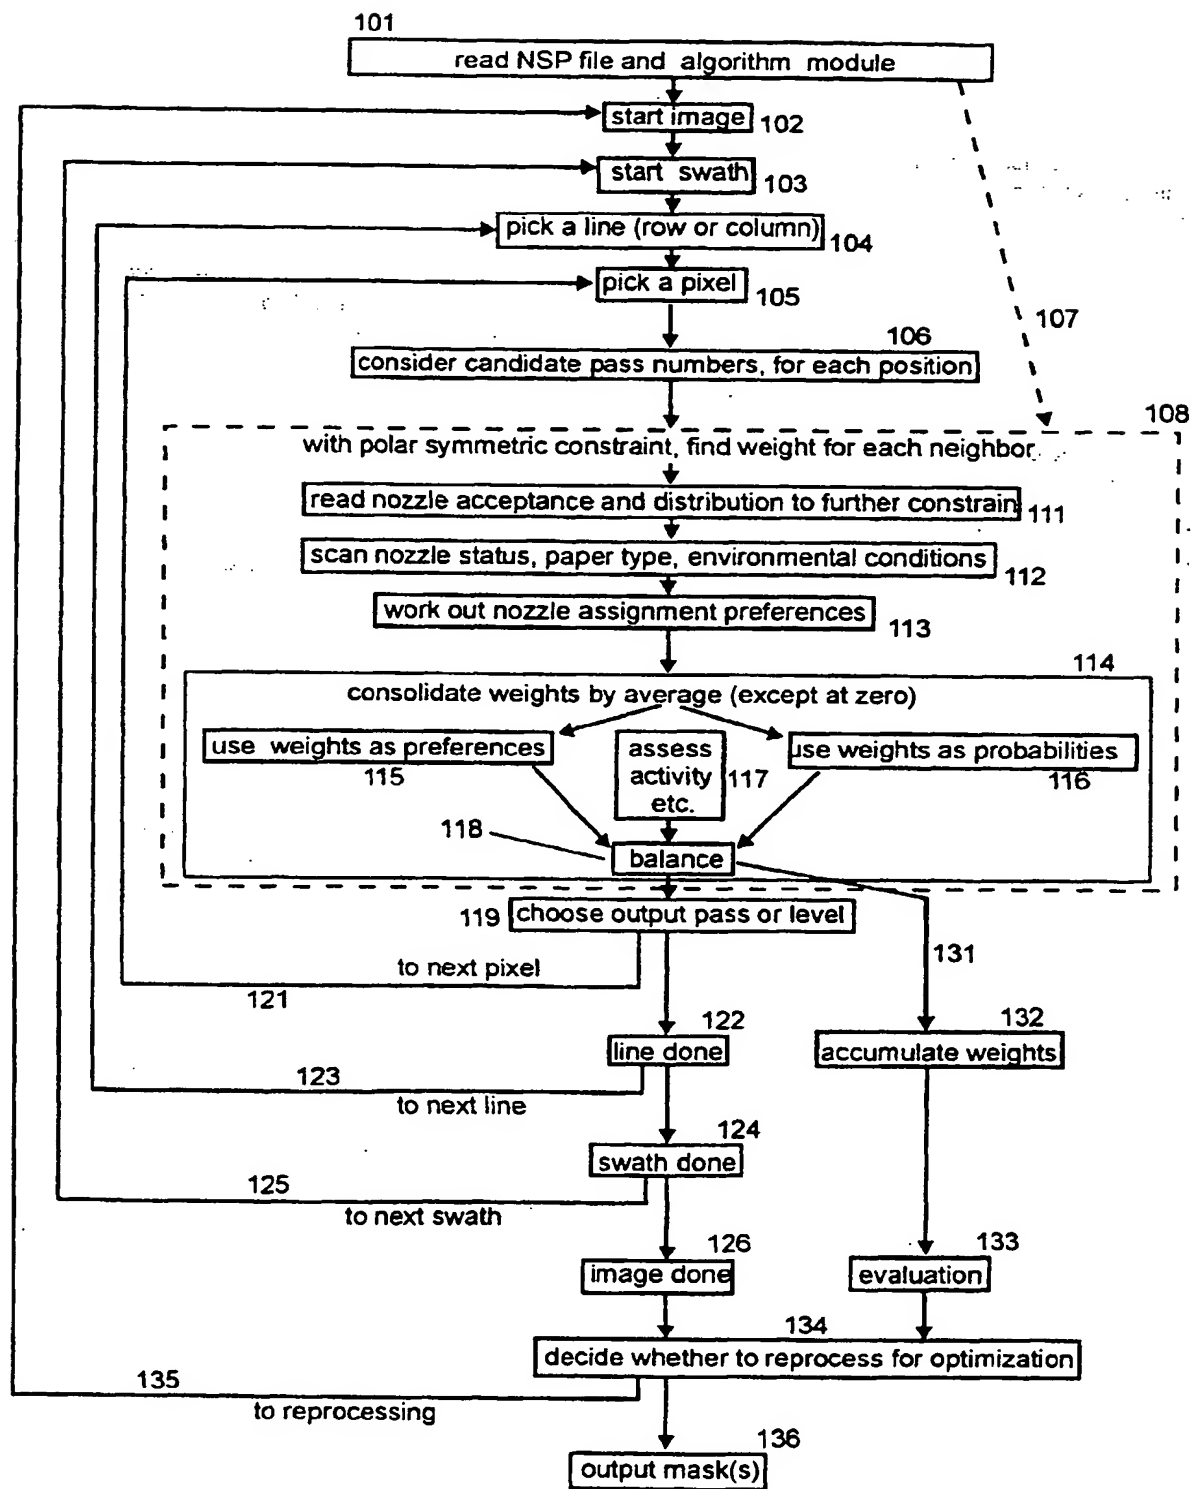 101
read NSP file and algorithm module
start image
102
start swath
103
pick a line (row or column)
104
pick a pixel
105
107
106
consider candidate pass numbers, for each position
108
with polar symmetric constraint, find weight for each neighbor
read nozzle acceptance and distribution to further constrain
111
scan nozzle status, paper type, environmental conditions
112
work out nozzle assignment preferences
113
114
consolidate weights by average (except at zero)
use weights as preferences
115
assess
activity
etc.
117
use weights as probabilities
116
118
balance
119
choose output pass or level
131
to next pixel
121
122
line done
132
accumulate weights
123
to next line
124
swath done
125
to next swath
126
image done
133
evaluation
134
decide whether to reprocess for optimization
135
to reprocessing
136
output mask(s)